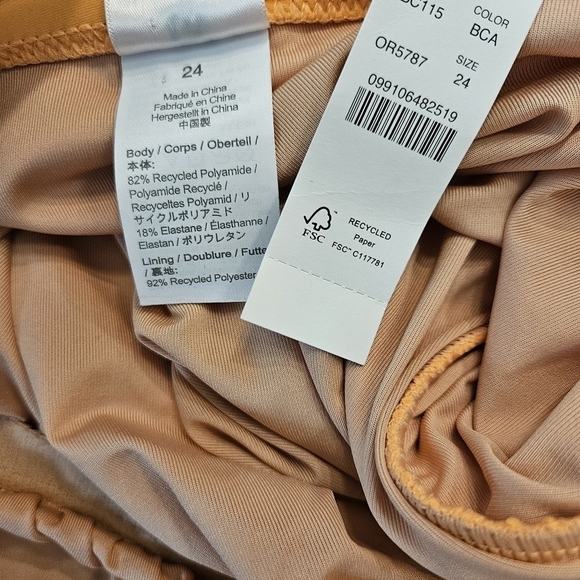 24
Made in China
Fabriqué en Chine
Hergestellt in China
中国製
Body / Corps / Oberteil /
本体:
82% Recycled Polyamide /
Polyamide Recyclé /
Recyceltes Polyamid / リ
サイクルポリアミド
18% Elastane / Élasthanne /
Elastan / ポリウレタン
Lining / Doublure / Futte
/ 裏地:
92% Recycled Polyester
C115
COLOR
BCA
OR5787
SIZE
24
099106482519
FSC
RECYCLED
Paper
FSC™ C117781